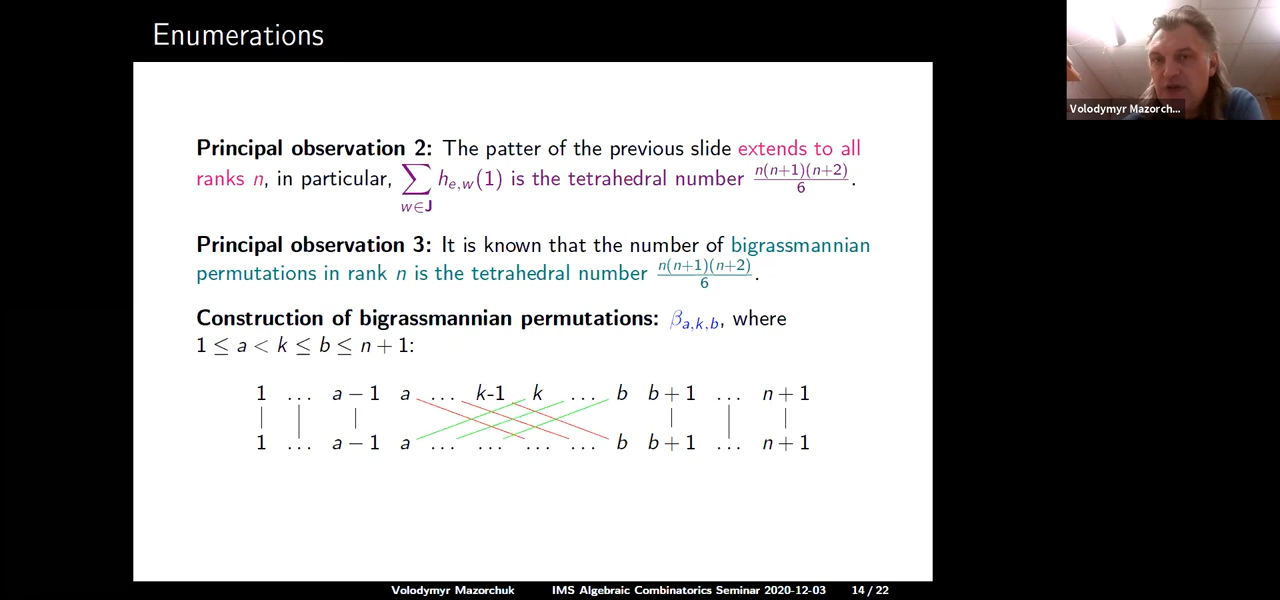 Enumerations
Volodymyr Mazorch...
Principal observation 2: The patter of the previous slide extends to all
ranks n, in particular, ∑_{w∈J} h_{e,w}(1) is the tetrahedral number n(n+1)(n+2)/6.
Principal observation 3: It is known that the number of bigrassmannian
permutations in rank n is the tetrahedral number n(n+1)(n+2)/6.
Construction of bigrassmannian permutations: β_{a,k,b}, where
1 ≤ a < k ≤ b ≤ n + 1:
1 ... a − 1 a ... k-1 k ... b b + 1 ... n + 1
1 ... a − 1 a ... ... ... ... b b + 1 ... n + 1
Volodymyr Mazorchuk IMS Algebraic Combinatorics Seminar 2020-12-03 14 / 22